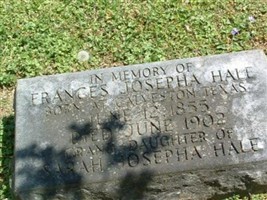 IN MEMORY OF
FRANCES JOSEPHA HALE
BORN AT GALVESTON TEXAS
JUNE 12, 1855
DIED JUNE 1902
DAUGHTER OF
SARAH JOSEPHA HALE